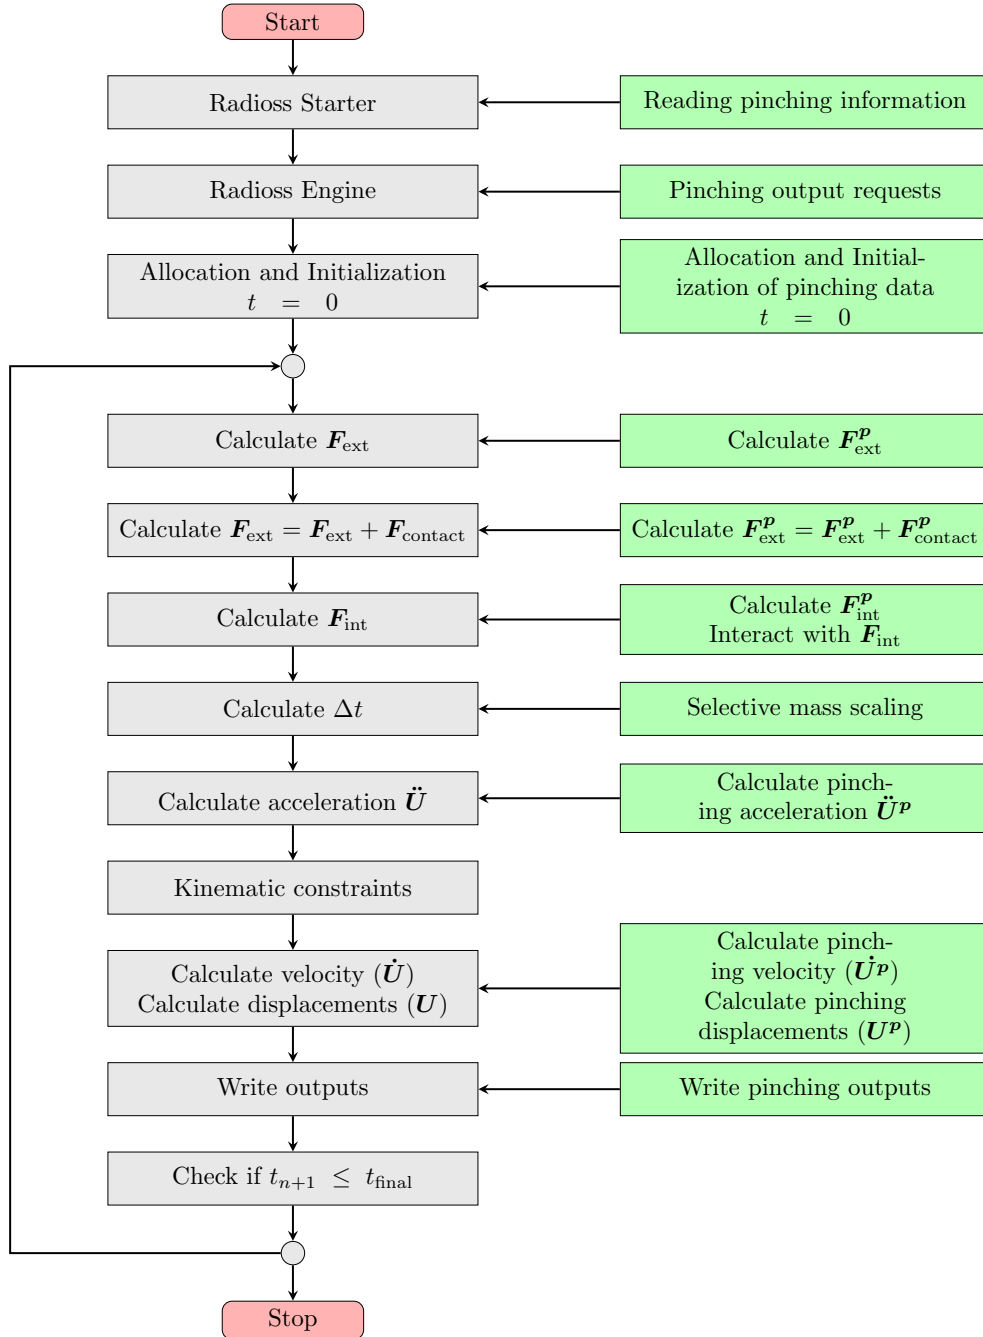 Start
Radioss Starter
Reading pinching information
Radioss Engine
Pinching output requests
Allocation and Initialization
t = 0
Allocation and Initial-
ization of pinching data
t = 0
Calculate F_ext
Calculate F^p_ext
Calculate F_ext = F_ext + F_contact
Calculate F^p_ext = F^p_ext + F^p_contact
Calculate F_int
Calculate F^p_int
Interact with F_int
Calculate Δt
Selective mass scaling
Calculate acceleration Ü
Calculate pinch-
ing acceleration Ü^p
Kinematic constraints
Calculate velocity (U̇)
Calculate displacements (U)
Calculate pinch-
ing velocity (U̇^p)
Calculate pinching
displacements (U^p)
Write outputs
Write pinching outputs
Check if t_{n+1} ≤ t_final
Stop